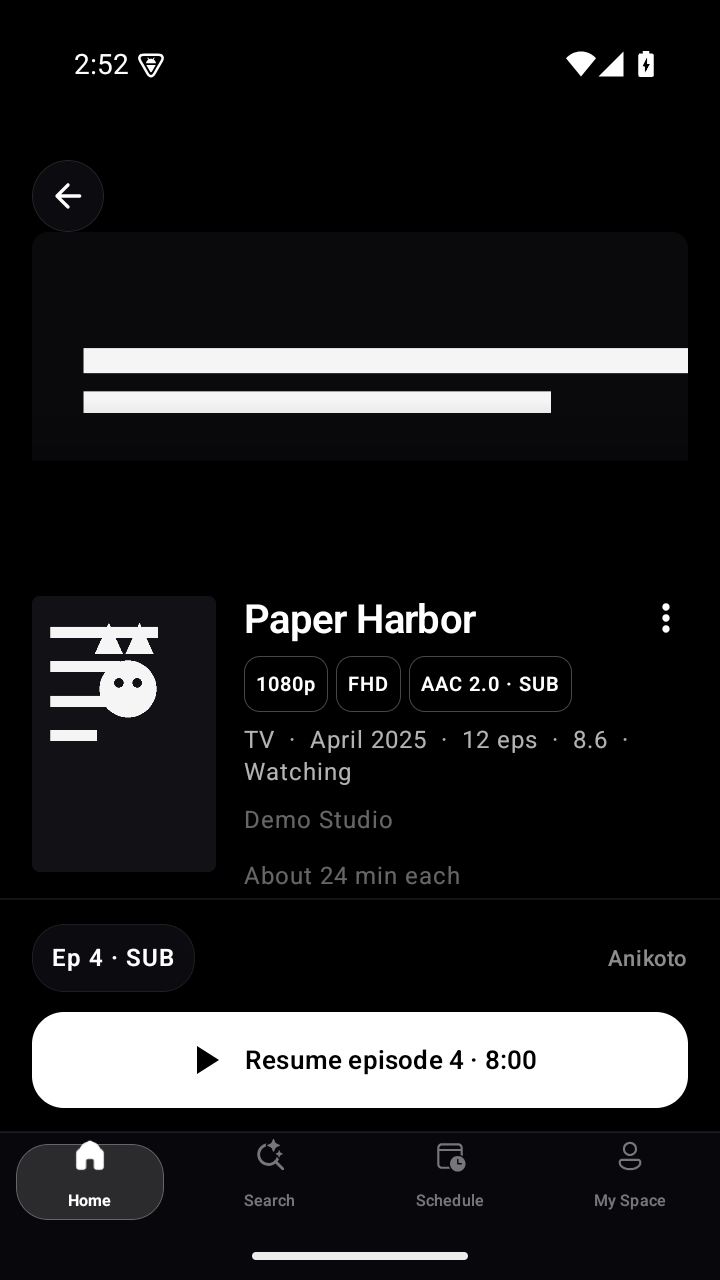 2:52
Paper Harbor
1080p
FHD
AAC 2.0 · SUB
TV · April 2025 · 12 eps · 8.6 ·
Watching
Demo Studio
About 24 min each
Ep 4 · SUB
Anikoto
Resume episode 4 · 8:00
Home
Search
Schedule
My Space